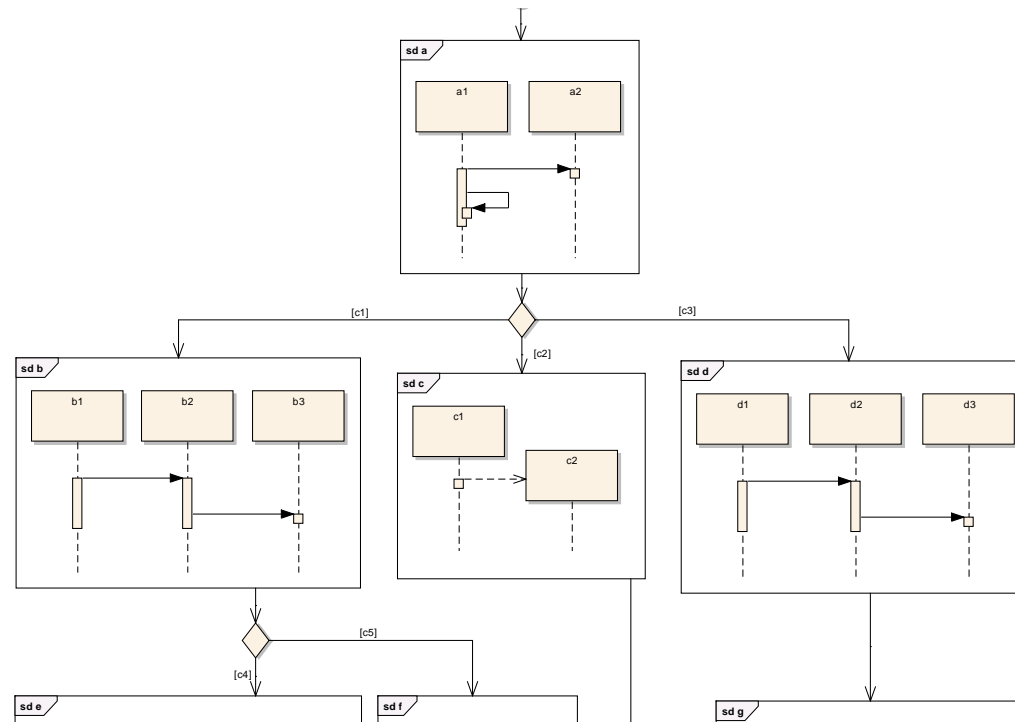 sd a
a1
a2
[c1]
[c3]
[c2]
sd b
b1
b2
b3
sd c
c1
c2
sd d
d1
d2
d3
[c5]
[c4]
sd e
sd f
sd g